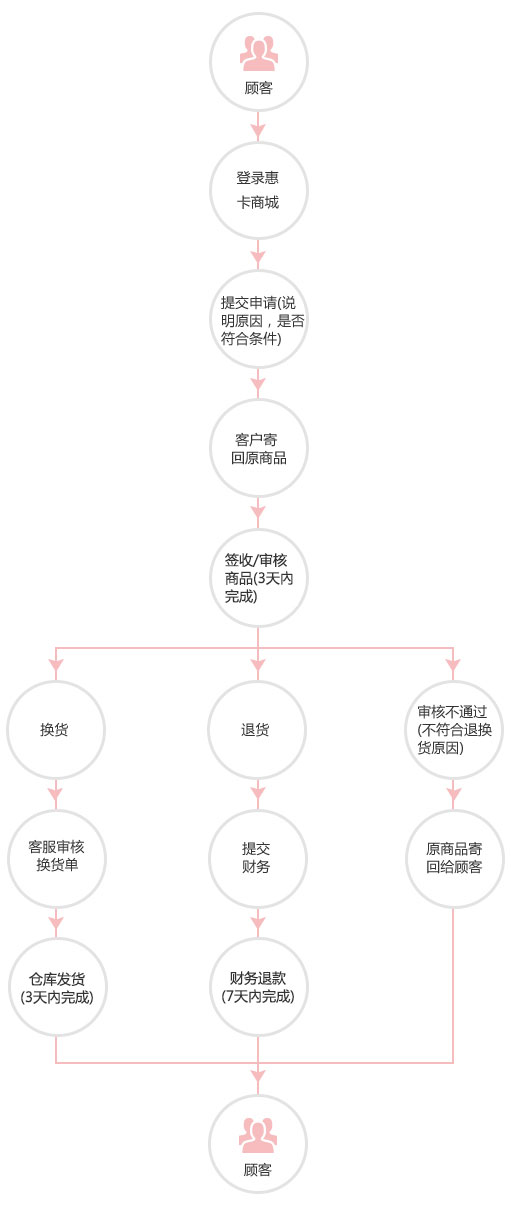 顾客
登录惠
卡商城
提交申请(说
明原因，是否
符合条件)
客户寄
回原商品
签收/审核
商品(3天内
完成)
换货
退货
审核不通过
(不符合退换
货原因)
客服审核
换货单
提交
财务
原商品寄
回给顾客
仓库发货
(3天内完成)
财务退款
(7天内完成)
顾客